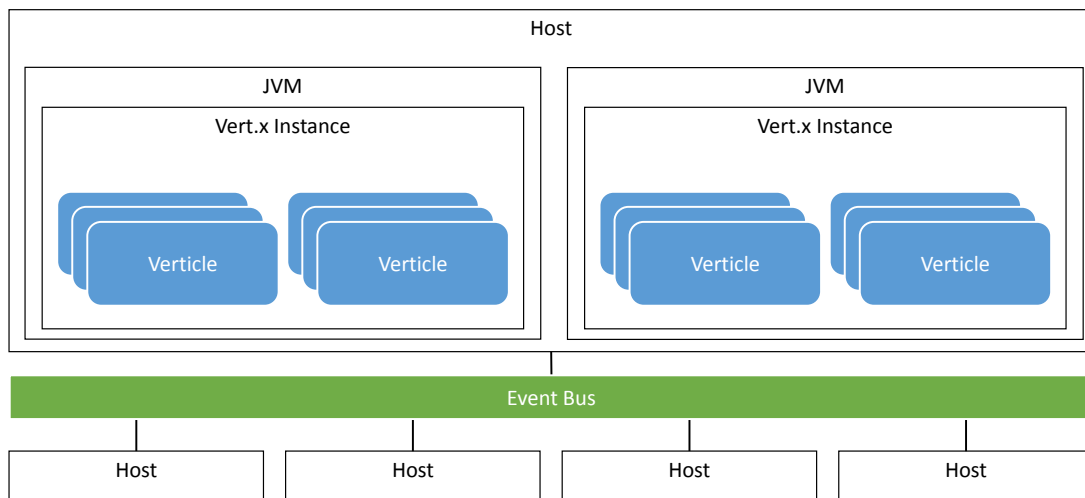 Host
JVM
JVM
Vert.x Instance
Vert.x Instance
Verticle
Verticle
Verticle
Verticle
Event Bus
Host
Host
Host
Host